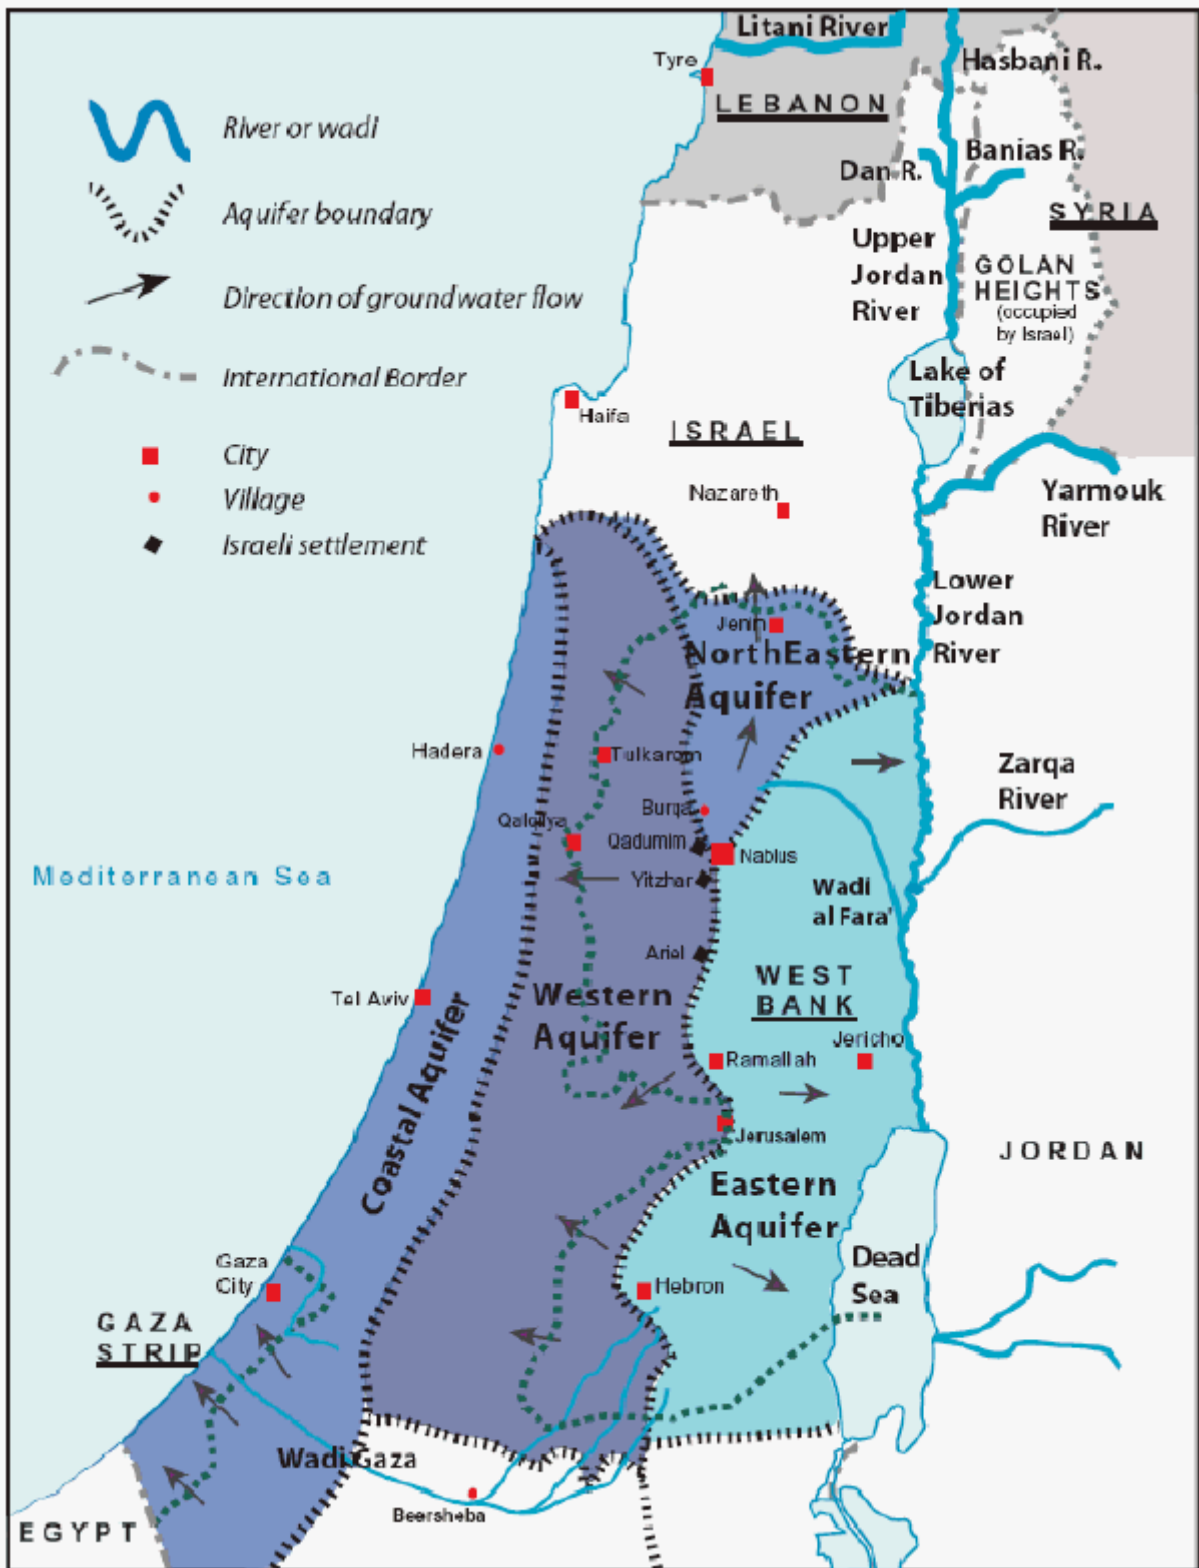 Litani River
Tyre
Hasbani R.
LEBANON
River or wadi
Dan R.
Banias R.
Aquifer boundary
SYRIA
Upper
Jordan
River
GOLAN
HEIGHTS
(occupied
by Israel)
Direction of groundwater flow
International Border
Lake of
Tiberias
Haifa
ISRAEL
City
Village
Israeli settlement
Nazareth
Yarmouk
River
Lower
Jordan
River
Jenin
NorthEastern
Aquifer
Hadera
Tulkarem
Zarqa
River
Burqa
Qalqilya
Qadumim
Nablus
Mediterranean Sea
Yitzhar
Wadi
al Fara'
Ariel
WEST
BANK
Tel Aviv
Western
Aquifer
Coastal Aquifer
Jericho
Ramallah
Jerusalem
JORDAN
Eastern
Aquifer
Gaza
City
Dead
Sea
Hebron
GAZA
STRIP
Wadi Gaza
Beersheba
EGYPT